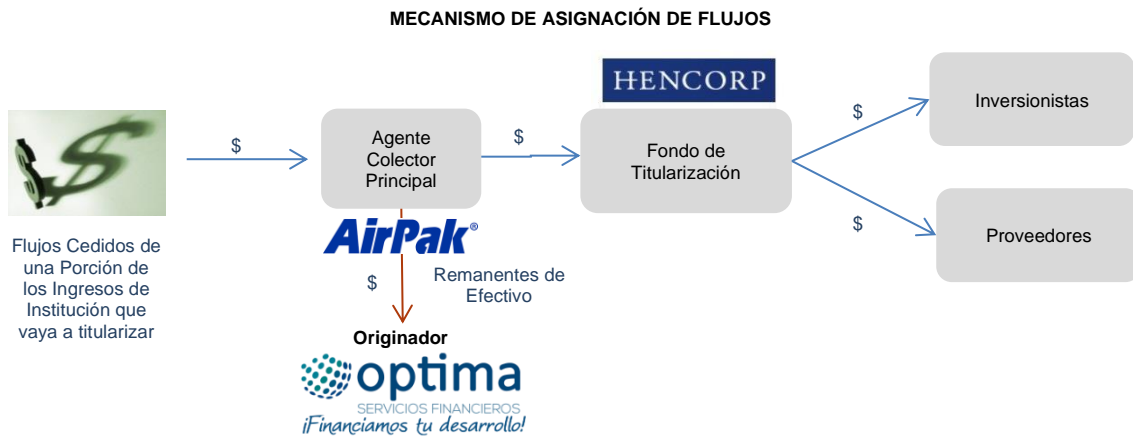 MECANISMO DE ASIGNACIÓN DE FLUJOS
HENCORP
Inversionistas
$
$
Agente
Colector
Principal
$
Fondo de
Titularización
$
Proveedores
AirPak®
Flujos Cedidos de
una Porción de
los Ingresos de
Institución que
vaya a titularizar
$
Remanentes de
Efectivo
Originador
optima
SERVICIOS FINANCIEROS
¡Financiamos tu desarrollo!